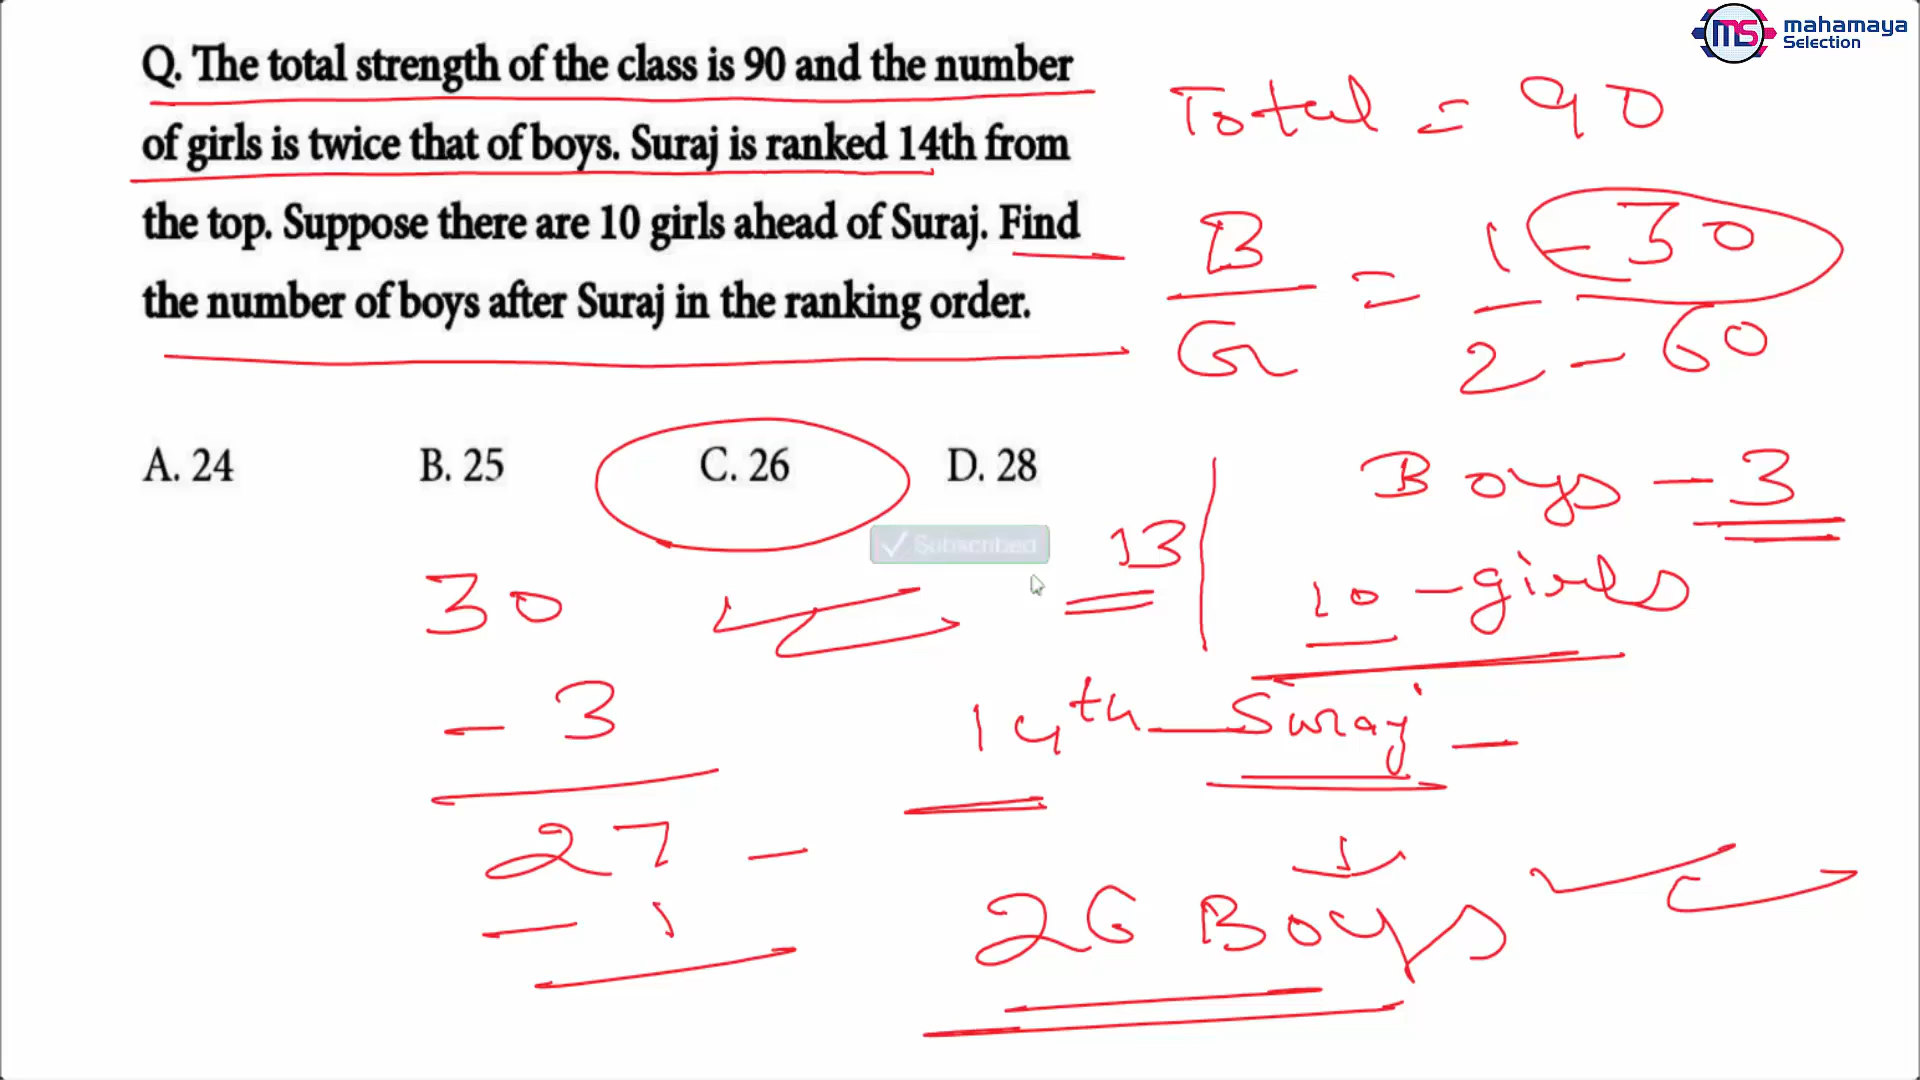 mahamaya
Selection
Q. The total strength of the class is 90 and the number
of girls is twice that of boys. Suraj is ranked 14th from
the top. Suppose there are 10 girls ahead of Suraj. Find
the number of boys after Suraj in the ranking order.
A. 24 B. 25 C. 26 D. 28
Subscribed
Total = 90
B 1 - 30
=
G 2 - 60
13 Boys - 3
10 - girls
14th Suraj -
30
- 3
27 -
- 1
26 Boys